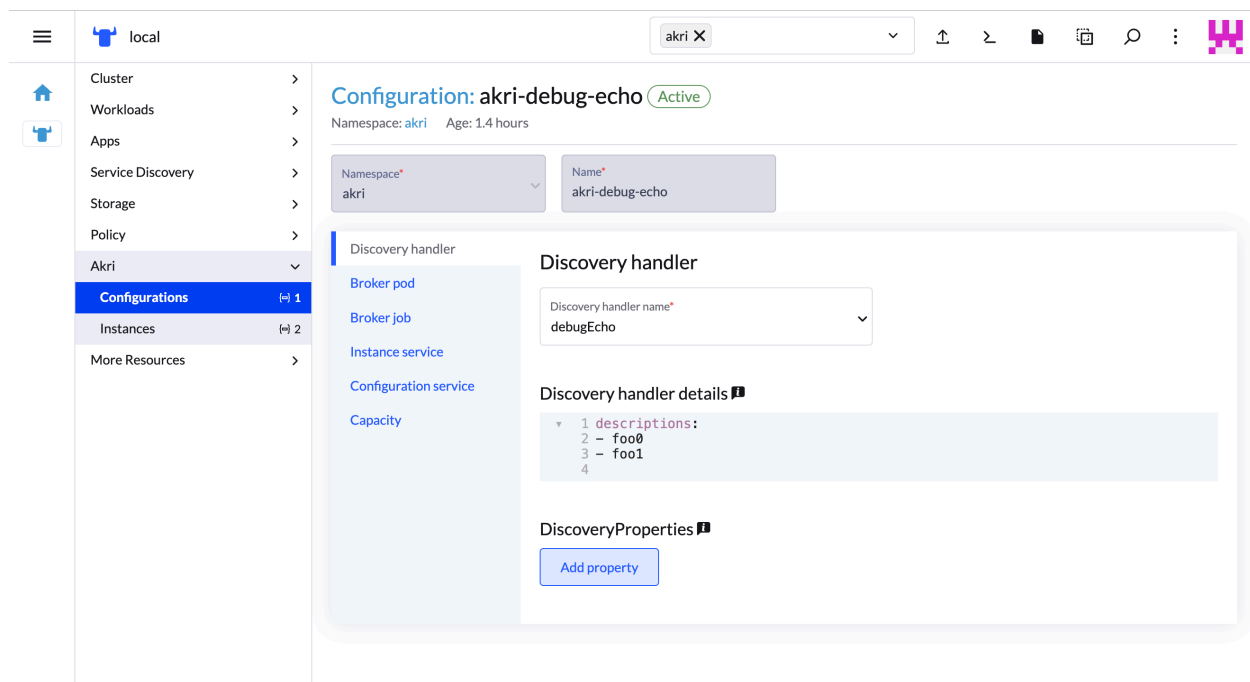 local
akri
Cluster
Workloads
Apps
Service Discovery
Storage
Policy
Akri
Configurations 1
Instances 2
More Resources
Configuration: akri-debug-echo Active
Namespace: akri Age: 1.4 hours
Namespace*
akri
Name*
akri-debug-echo
Discovery handler
Broker pod
Broker job
Instance service
Configuration service
Capacity
Discovery handler
Discovery handler name*
debugEcho
Discovery handler details
1 descriptions:
2 - foo0
3 - foo1
4
DiscoveryProperties
Add property